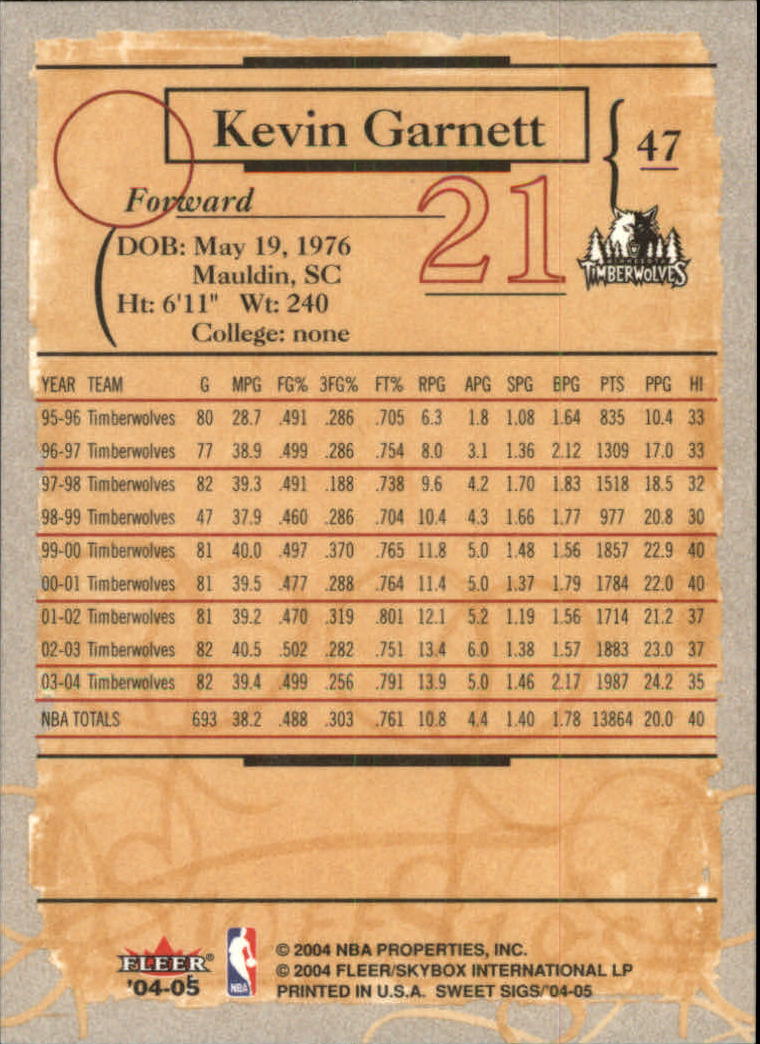 Kevin Garnett
47
Forward
21
DOB: May 19, 1976
Mauldin, SC
Ht: 6'11" Wt: 240
College: none
MINNESOTA
TIMBERWOLVES
YEAR TEAM G MPG FG% 3FG% FT% RPG APG SPG BPG PTS PPG HI
95-96 Timberwolves 80 28.7 .491 .286 .705 6.3 1.8 1.08 1.64 835 10.4 33
96-97 Timberwolves 77 38.9 .499 .286 .754 8.0 3.1 1.36 2.12 1309 17.0 33
97-98 Timberwolves 82 39.3 .491 .188 .738 9.6 4.2 1.70 1.83 1518 18.5 32
98-99 Timberwolves 47 37.9 .460 .286 .704 10.4 4.3 1.66 1.77 977 20.8 30
99-00 Timberwolves 81 40.0 .497 .370 .765 11.8 5.0 1.48 1.56 1857 22.9 40
00-01 Timberwolves 81 39.5 .477 .288 .764 11.4 5.0 1.37 1.79 1784 22.0 40
01-02 Timberwolves 81 39.2 .470 .319 .801 12.1 5.2 1.19 1.56 1714 21.2 37
02-03 Timberwolves 82 40.5 .502 .282 .751 13.4 6.0 1.38 1.57 1883 23.0 37
03-04 Timberwolves 82 39.4 .499 .256 .791 13.9 5.0 1.46 2.17 1987 24.2 35
NBA TOTALS 693 38.2 .488 .303 .761 10.8 4.4 1.40 1.78 13864 20.0 40
FLEER®
'04-05
NBA
© 2004 NBA PROPERTIES, INC.
© 2004 FLEER/SKYBOX INTERNATIONAL LP
PRINTED IN U.S.A. SWEET SIGS/'04-05